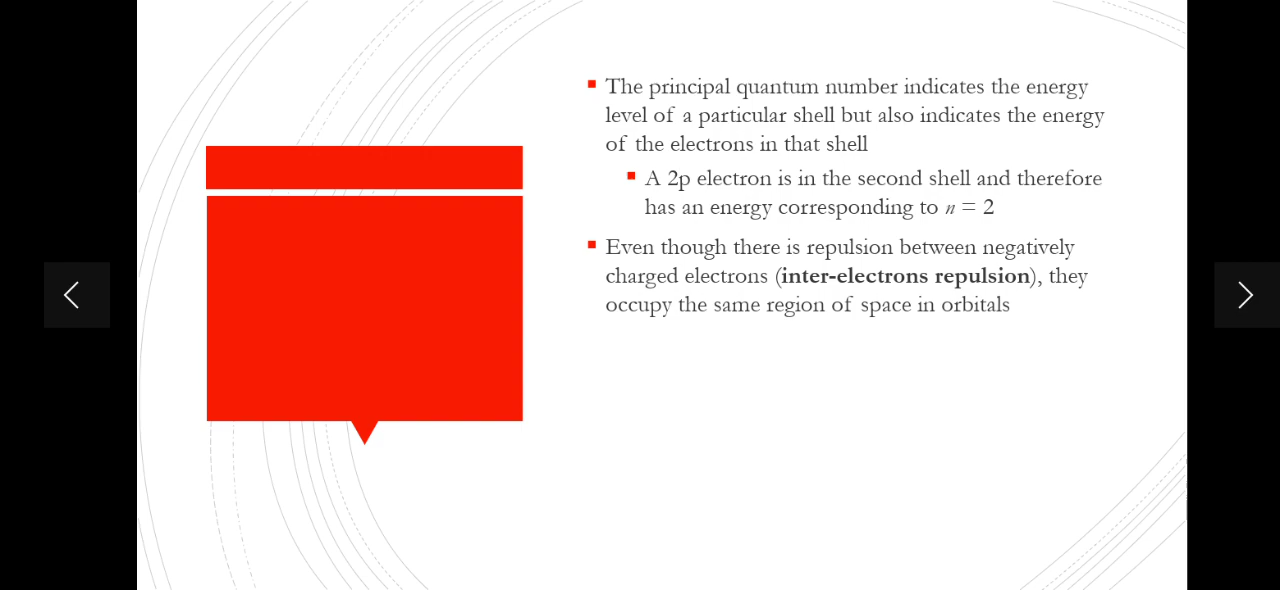 The principal quantum number indicates the energy
level of a particular shell but also indicates the energy
of the electrons in that shell
A 2p electron is in the second shell and therefore
has an energy corresponding to n = 2
Even though there is repulsion between negatively
charged electrons (inter-electrons repulsion), they
occupy the same region of space in orbitals